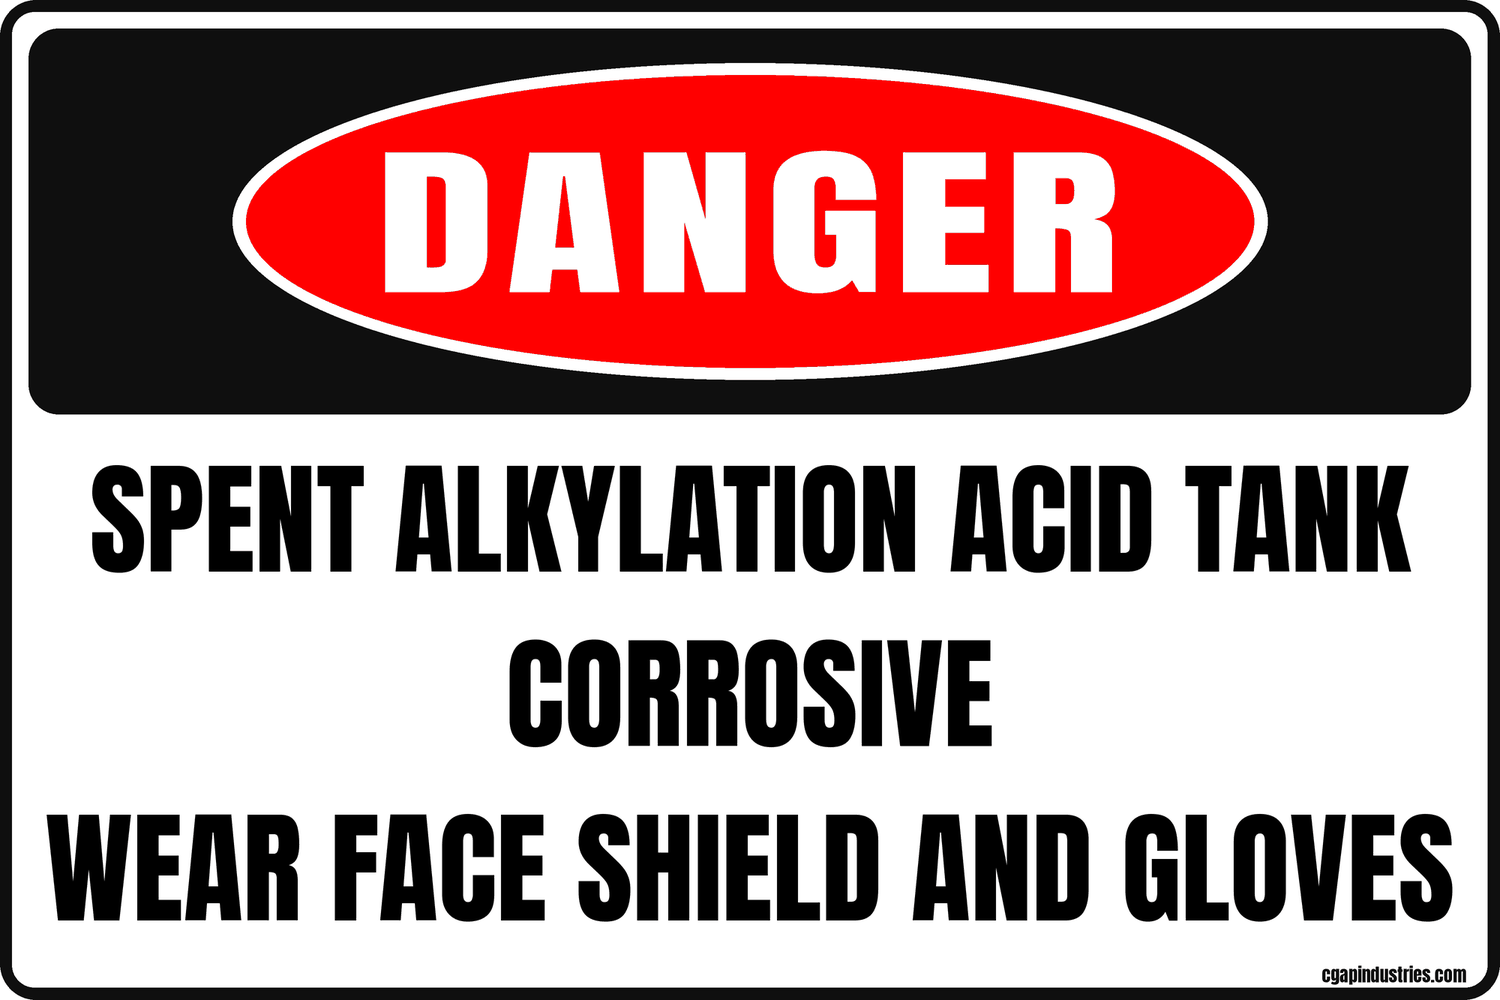 DANGER
SPENT ALKYLATION ACID TANK
CORROSIVE
WEAR FACE SHIELD AND GLOVES
cgapindustries.com